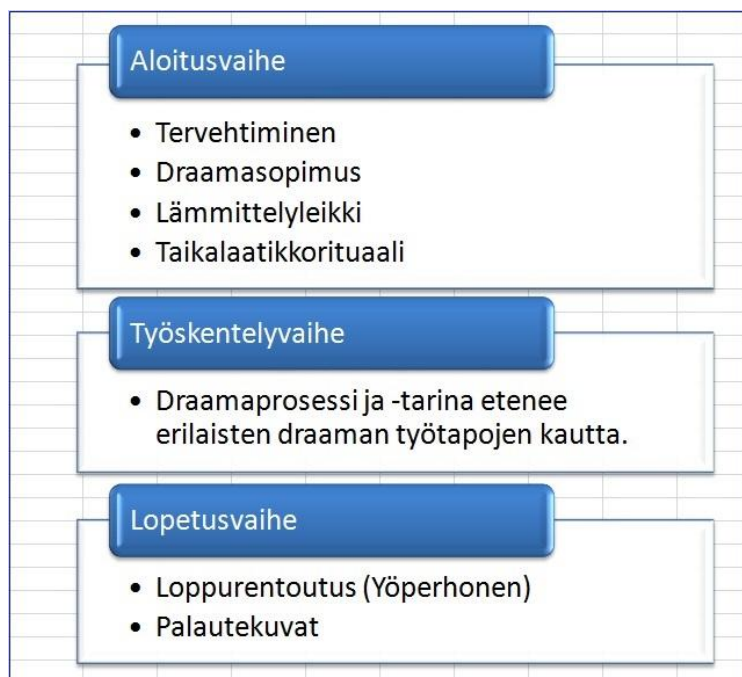 Aloitusvaihe
• Tervehtiminen
• Draamasopimus
• Lämmittelyleikki
• Taikalaatikkorituaali
Työskentelyvaihe
• Draamaprosessi ja -tarina etenee
erilaisten draaman työtapojen kautta.
Lopetusvaihe
• Loppurentoutus (Yöperhonen)
• Palautekuvat